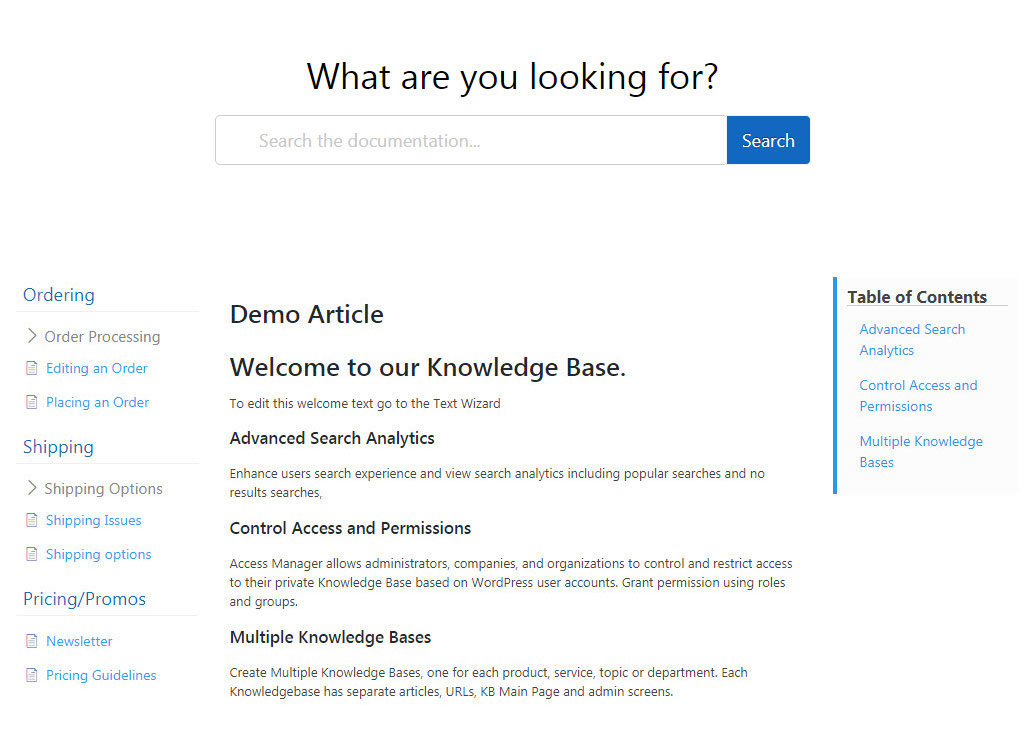 What are you looking for?
Search the documentation...
Search
Ordering
Order Processing
Editing an Order
Placing an Order
Shipping
Shipping Options
Shipping Issues
Shipping options
Pricing/Promos
Newsletter
Pricing Guidelines
Demo Article
Welcome to our Knowledge Base.
To edit this welcome text go to the Text Wizard
Advanced Search Analytics
Enhance users search experience and view search analytics including popular searches and no
results searches,
Control Access and Permissions
Access Manager allows administrators, companies, and organizations to control and restrict access
to their private Knowledge Base based on WordPress user accounts. Grant permission using roles
and groups.
Multiple Knowledge Bases
Create Multiple Knowledge Bases, one for each product, service, topic or department. Each
Knowledgebase has separate articles, URLs, KB Main Page and admin screens.
Table of Contents
Advanced Search
Analytics
Control Access and
Permissions
Multiple Knowledge
Bases